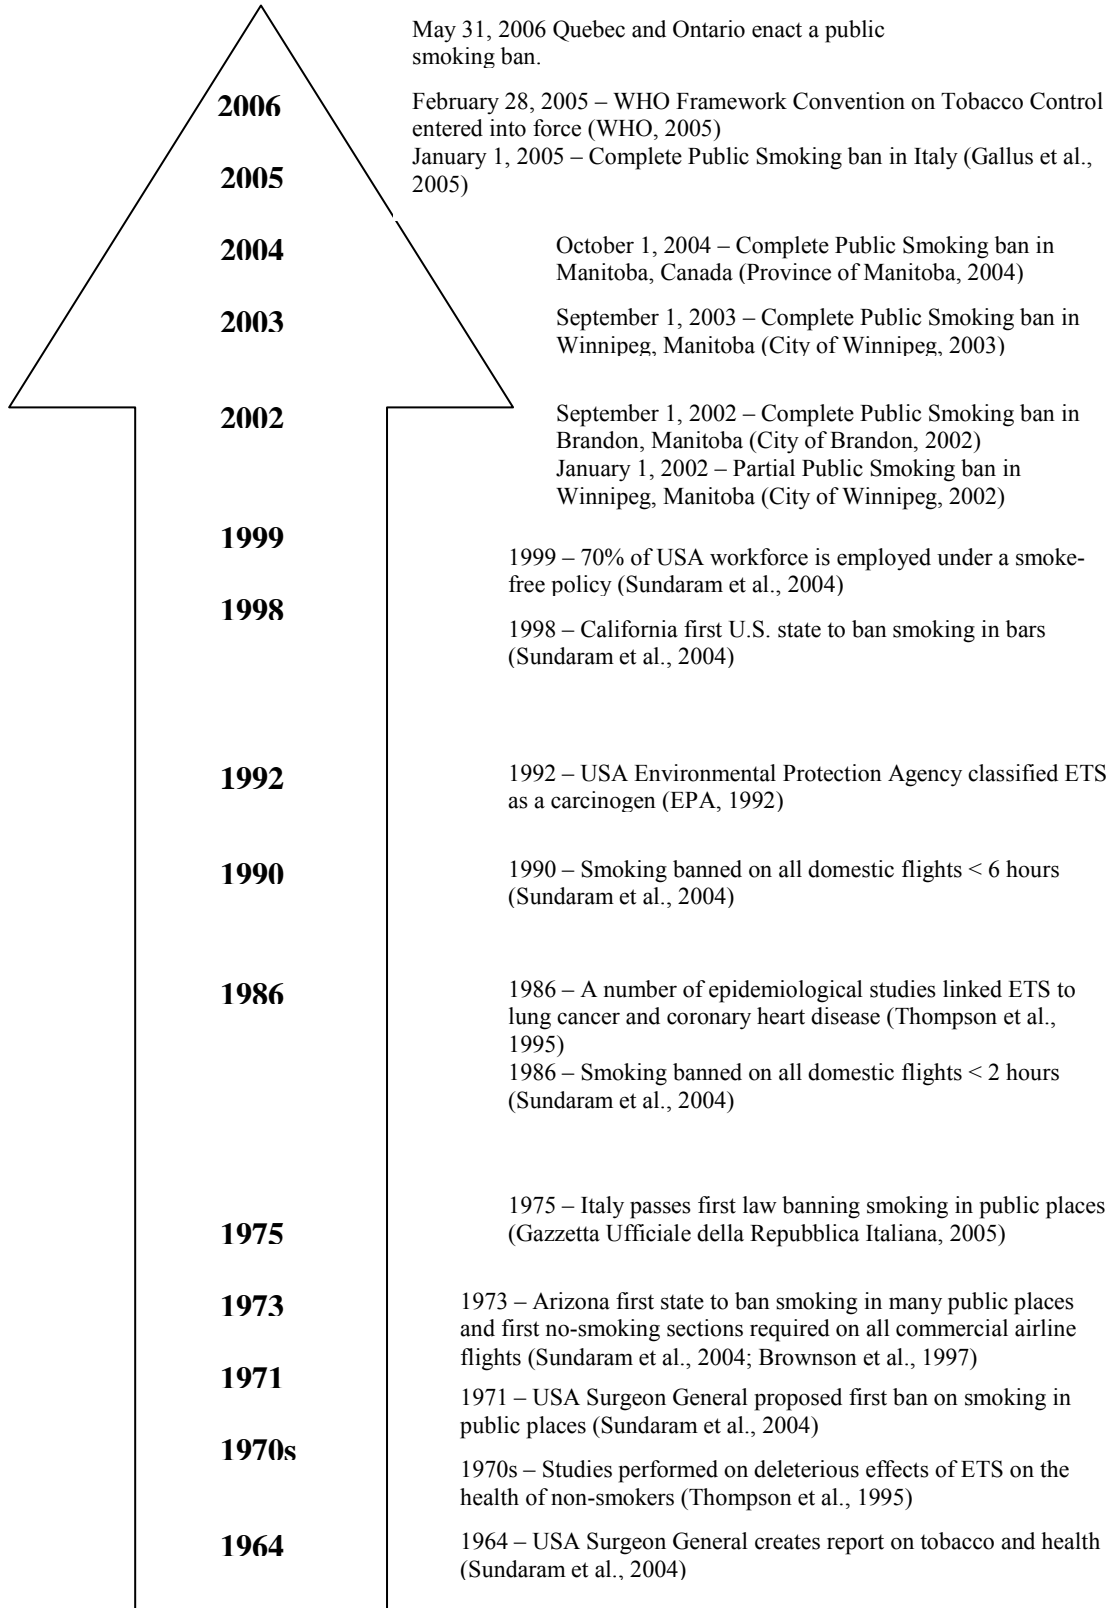 May 31, 2006 Quebec and Ontario enact a public
smoking ban.
2006
February 28, 2005 – WHO Framework Convention on Tobacco Control
entered into force (WHO, 2005)
January 1, 2005 – Complete Public Smoking ban in Italy (Gallus et al.,
2005)
2005
2004
October 1, 2004 – Complete Public Smoking ban in
Manitoba, Canada (Province of Manitoba, 2004)
2003
September 1, 2003 – Complete Public Smoking ban in
Winnipeg, Manitoba (City of Winnipeg, 2003)
2002
September 1, 2002 – Complete Public Smoking ban in
Brandon, Manitoba (City of Brandon, 2002)
January 1, 2002 – Partial Public Smoking ban in
Winnipeg, Manitoba (City of Winnipeg, 2002)
1999
1999 – 70% of USA workforce is employed under a smoke-
free policy (Sundaram et al., 2004)
1998
1998 – California first U.S. state to ban smoking in bars
(Sundaram et al., 2004)
1992
1992 – USA Environmental Protection Agency classified ETS
as a carcinogen (EPA, 1992)
1990
1990 – Smoking banned on all domestic flights < 6 hours
(Sundaram et al., 2004)
1986
1986 – A number of epidemiological studies linked ETS to
lung cancer and coronary heart disease (Thompson et al.,
1995)
1986 – Smoking banned on all domestic flights < 2 hours
(Sundaram et al., 2004)
1975
1975 – Italy passes first law banning smoking in public places
(Gazzetta Ufficiale della Repubblica Italiana, 2005)
1973
1973 – Arizona first state to ban smoking in many public places
and first no-smoking sections required on all commercial airline
flights (Sundaram et al., 2004; Brownson et al., 1997)
1971
1971 – USA Surgeon General proposed first ban on smoking in
public places (Sundaram et al., 2004)
1970s
1970s – Studies performed on deleterious effects of ETS on the
health of non-smokers (Thompson et al., 1995)
1964
1964 – USA Surgeon General creates report on tobacco and health
(Sundaram et al., 2004)